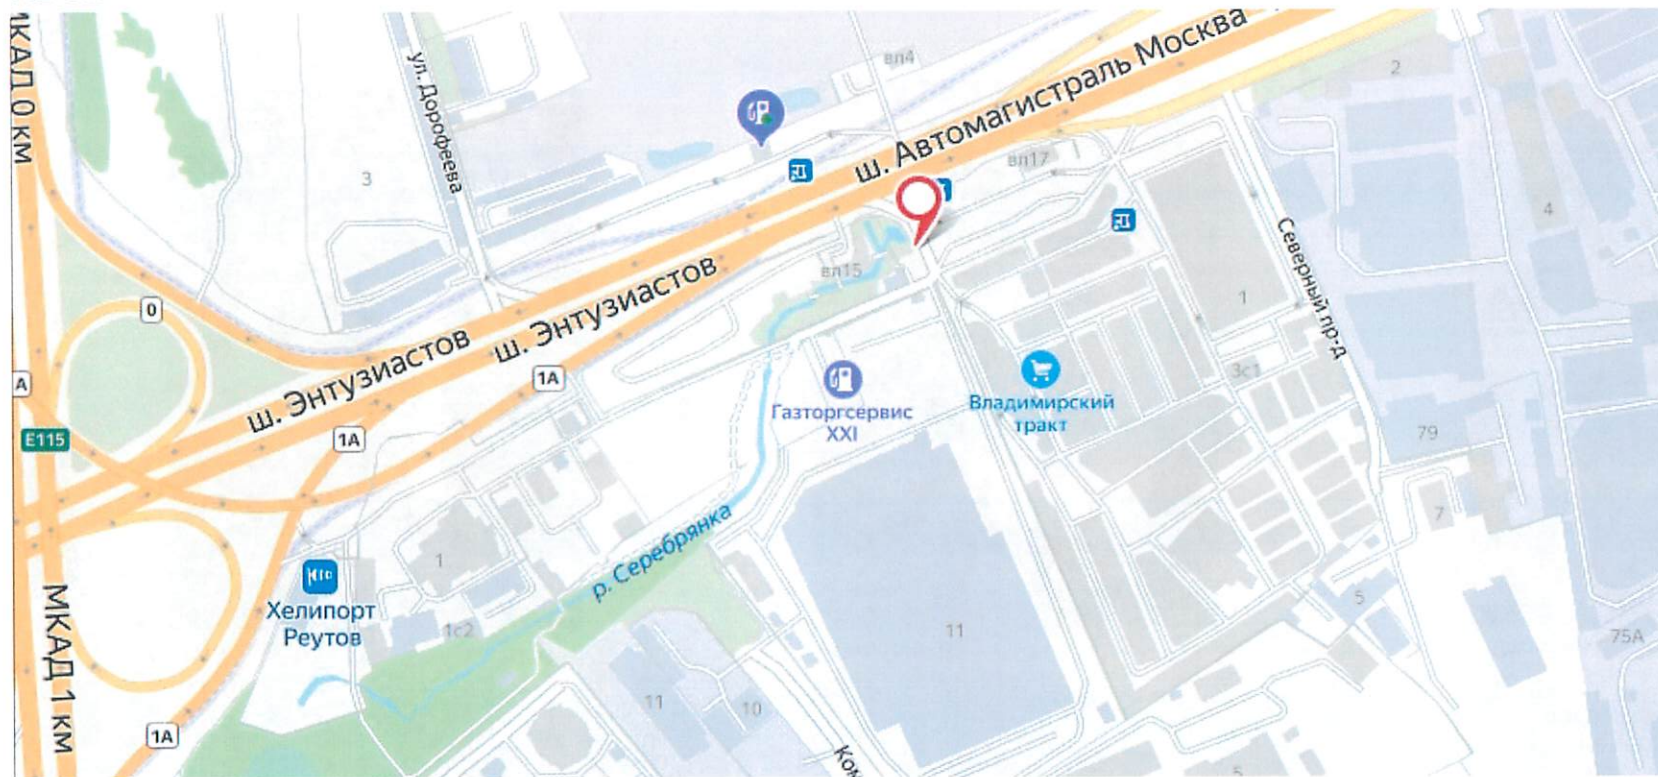 МКАД 0 км
ул. Дорофеева
вл4
ш. Автомагистраль Москва
2
3
вл17
4
Северный пр-д
вл15
ш. Энтузиастов
ш. Энтузиастов
0
1
А
1А
3с1
Газторгсервис
XXI
Владимирский
тракт
E115
1А
79
7
р. Серебрянка
1
Хелипорт
Реутов
1с2
5
11
75А
МКАД 1 км
11
10
1А
Ком
5